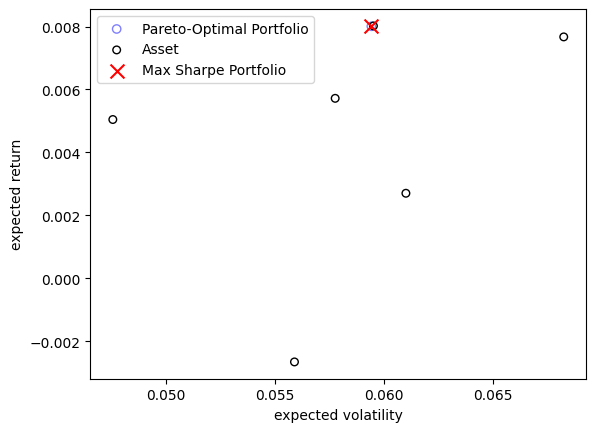 Pareto-Optimal Portfolio
Asset
Max Sharpe Portfolio
expected return
0.008
0.006
0.004
0.002
0.000
−0.002
0.050 0.055 0.060 0.065
expected volatility